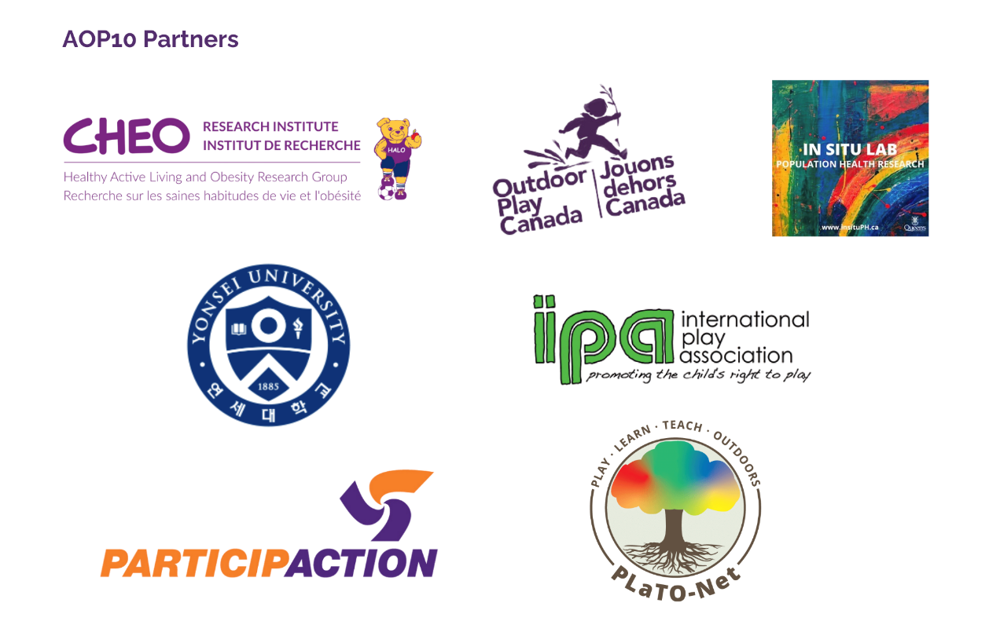 AOP10 Partners
CHEO
RESEARCH INSTITUTE
INSTITUT DE RECHERCHE
Healthy Active Living and Obesity Research Group
Recherche sur les saines habitudes de vie et l'obésité
HALO
Outdoor
Play
Canada
Jouons
dehors
Canada
IN SITU LAB
POPULATION HEALTH RESEARCH
www.insituPH.ca
Queen's
YONSEI UNIVERSITY
1885
연세대학교
ipa
international
play
association
promoting the child's right to play
PARTICIPACTION
PLAY · LEARN · TEACH · OUTDOORS
PLaTO-Net